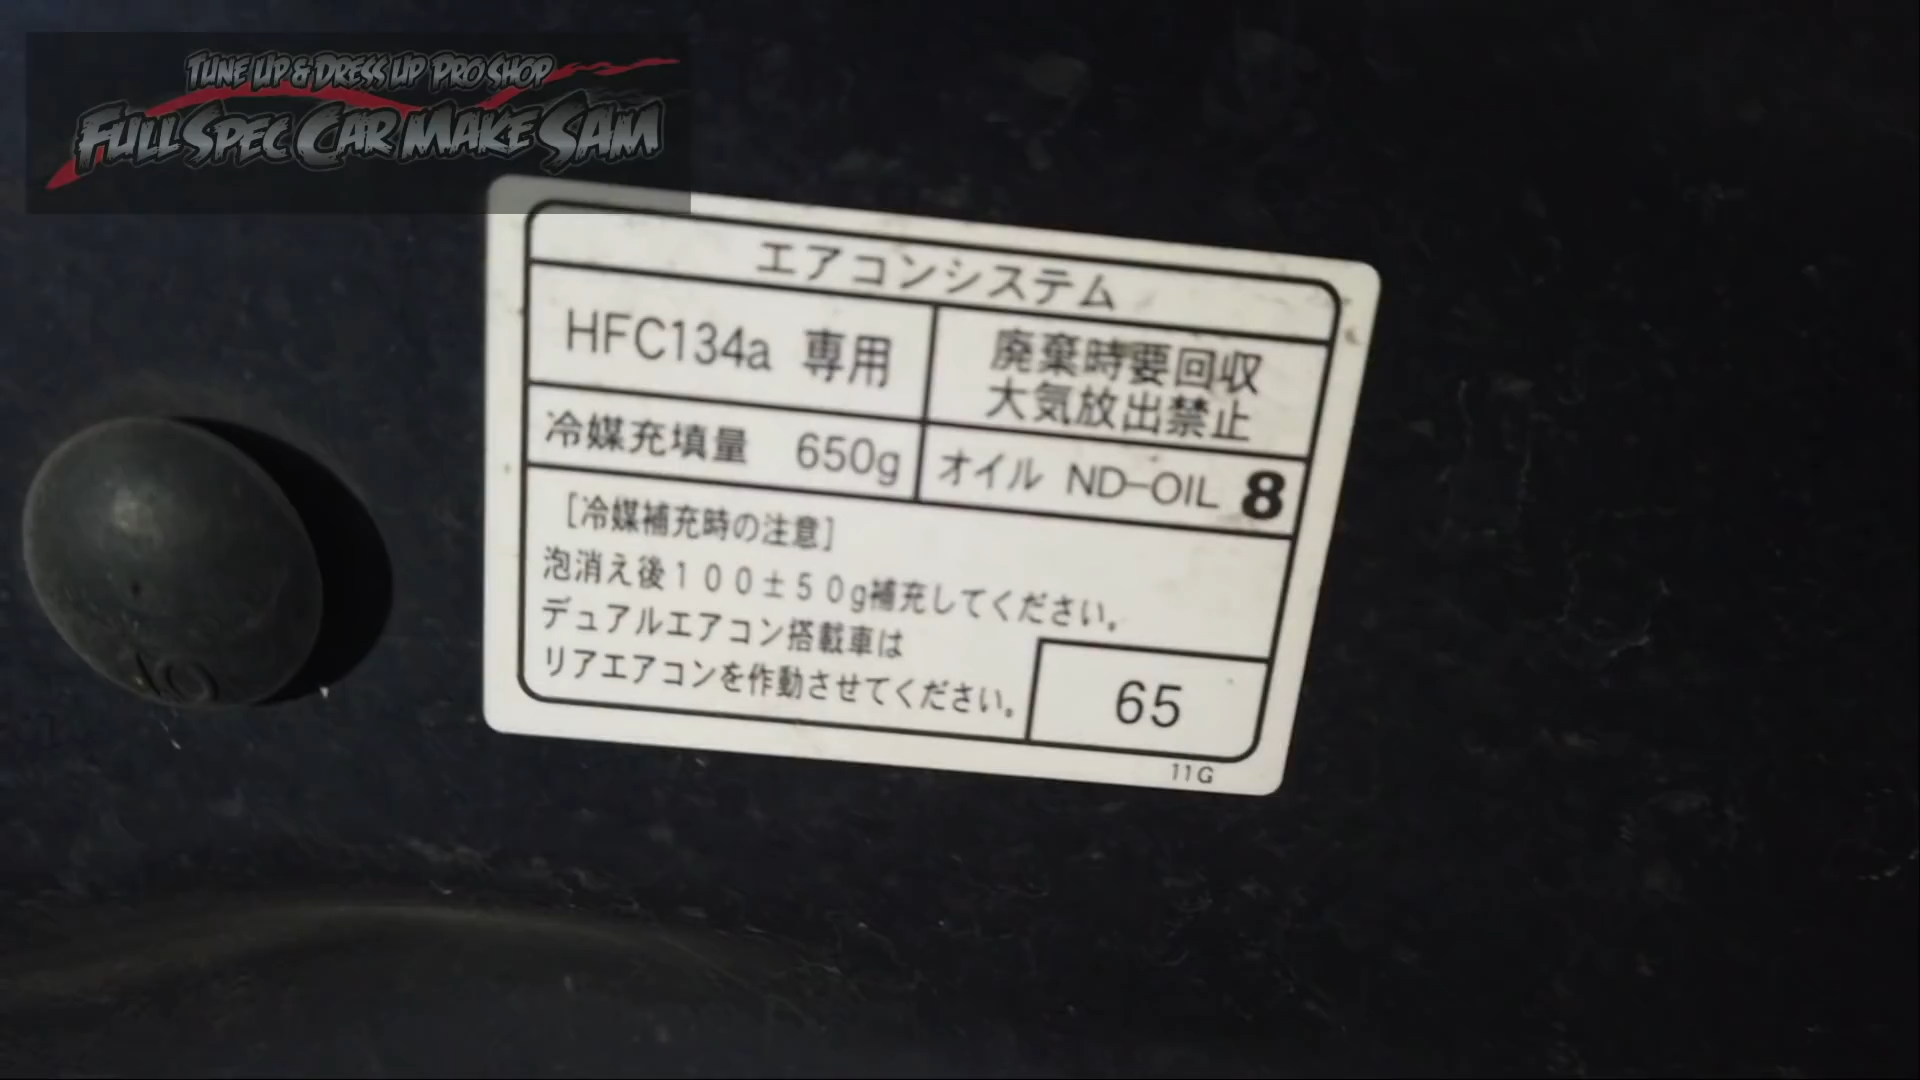 TUNE UP & DRESS UP PRO SHOP
FULL SPEC CAR MAKE SAM
エアコンシステム
HFC134a 専用
廃棄時要回収
大気放出禁止
冷媒充填量 650g
オイル ND-OIL 8
[冷媒補充時の注意]
泡消え後100±50g補充してください。
デュアルエアコン搭載車は
リアエアコンを作動させてください。
65
11G